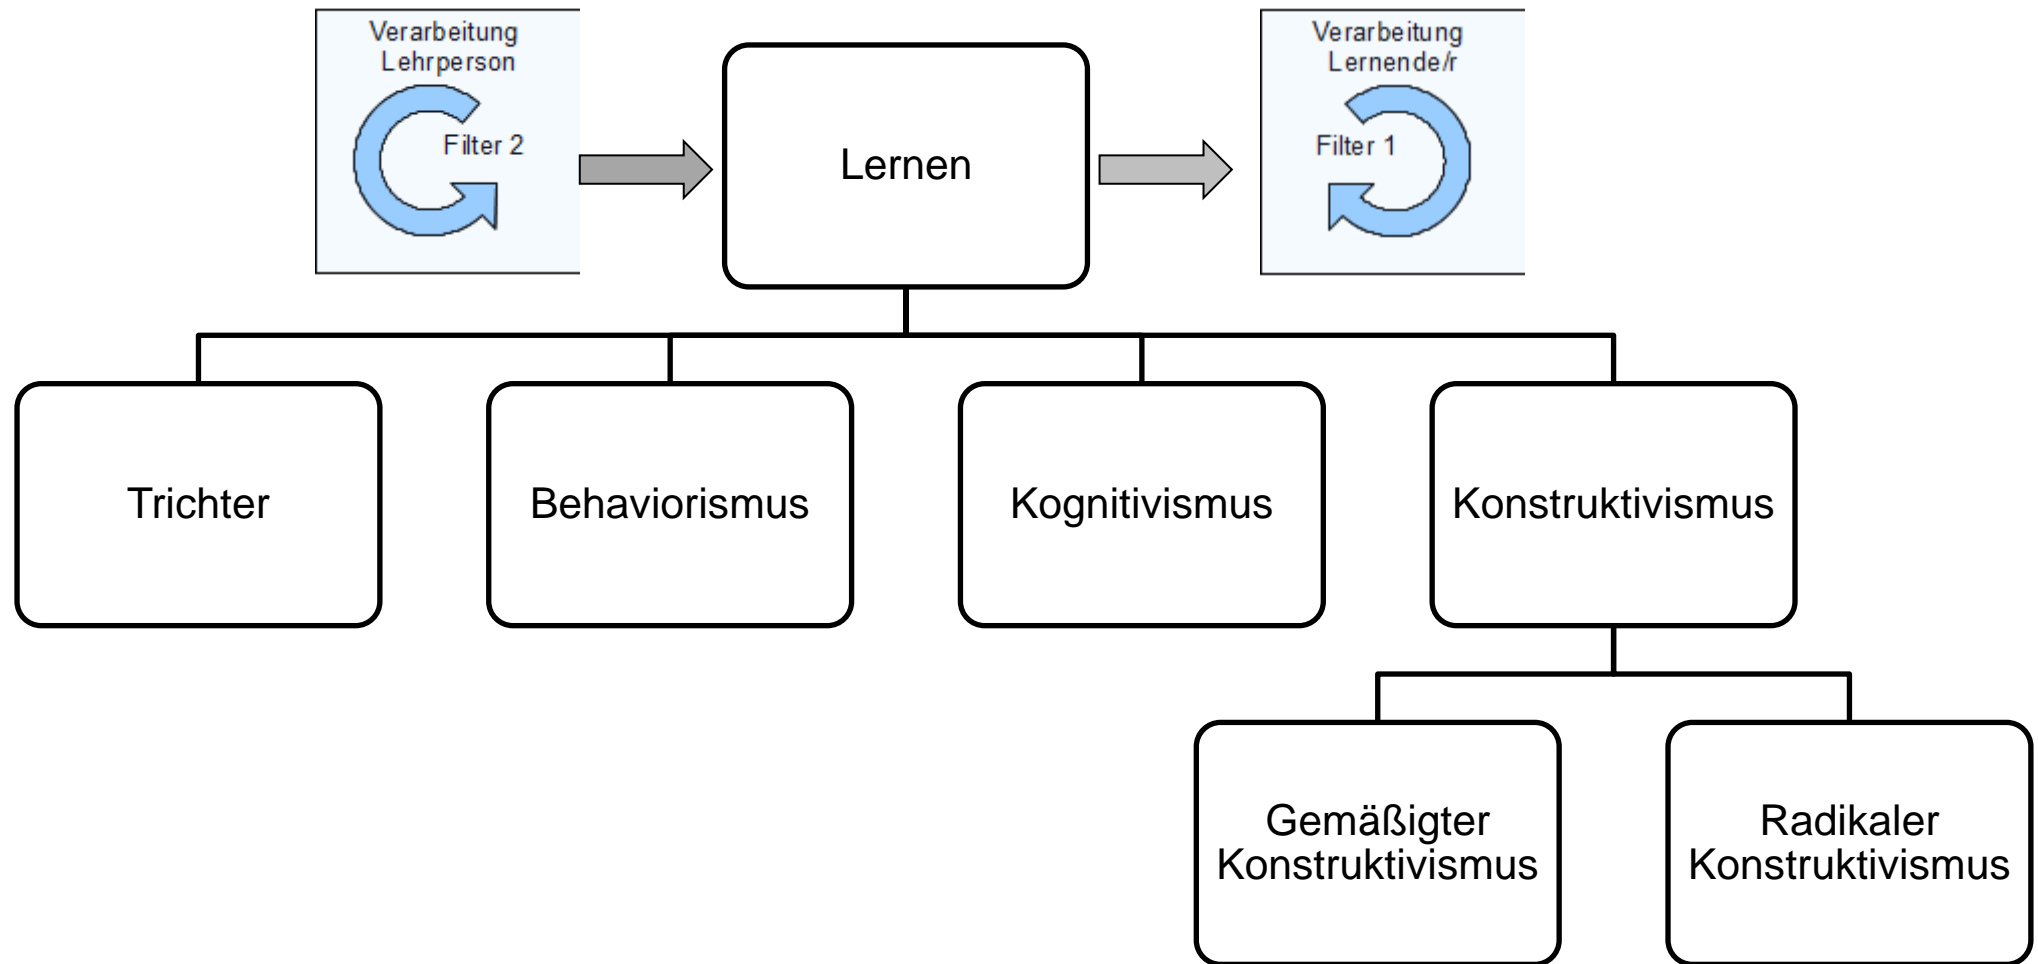 Verarbeitung
Lehrperson
Filter 2
Lernen
Verarbeitung
Lernende/r
Filter 1
Trichter
Behaviorismus
Kognitivismus
Konstruktivismus
Gemäßigter
Konstruktivismus
Radikaler
Konstruktivismus